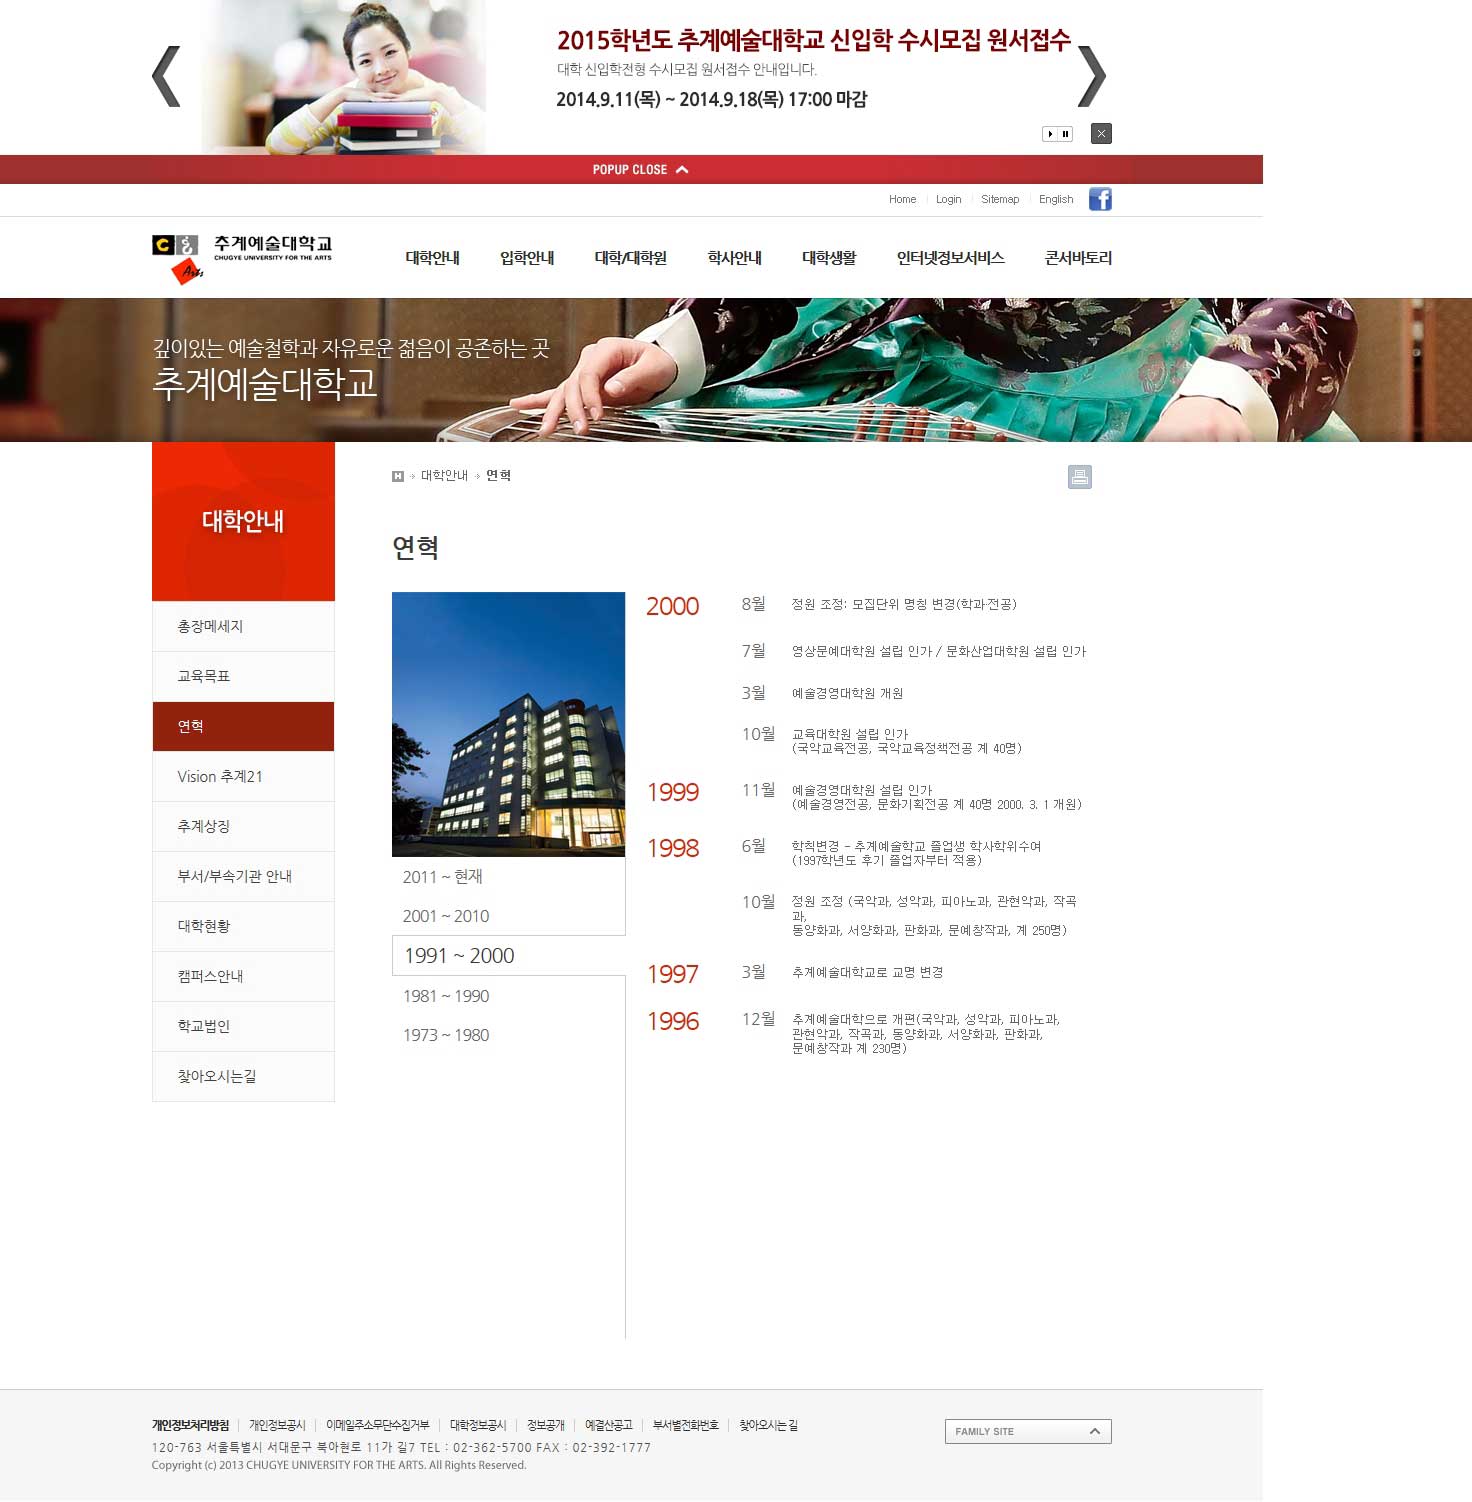 2015학년도 추계예술대학교 신입학 수시모집 원서접수
대학 신입학전형 수시모집 원서접수 안내입니다.
2014.9.11(목) ~ 2014.9.18(목) 17:00 마감
POPUP CLOSE
Home Login Sitemap English
추계예술대학교
CHUGYE UNIVERSITY FOR THE ARTS
Arts
대학안내 입학안내 대학/대학원 학사안내 대학생활 인터넷정보서비스 콘서바토리
깊이있는 예술철학과 자유로운 젊음이 공존하는 곳
추계예술대학교
대학안내
총장메세지
교육목표
연혁
Vision 추계21
추계상징
부서/부속기관 안내
대학현황
캠퍼스안내
학교법인
찾아오시는길
H 대학안내 연혁
연혁
2011 ~ 현재
2001 ~ 2010
1991 ~ 2000
1981 ~ 1990
1973 ~ 1980
2000 8월 정원 조정: 모집단위 명칭 변경(학과·전공)
7월 영상문예대학원 설립 인가 / 문화산업대학원 설립 인가
3월 예술경영대학원 개원
10월 교육대학원 설립 인가
(국악교육전공, 국악교육정책전공 계 40명)
1999 11월 예술경영대학원 설립 인가
(예술경영전공, 문화기획전공 계 40명 2000. 3. 1 개원)
1998 6월 학칙변경 - 추계예술학교 졸업생 학사학위수여
(1997학년도 후기 졸업자부터 적용)
10월 정원 조정 (국악과, 성악과, 피아노과, 관현악과, 작곡
과,
동양화과, 서양화과, 판화과, 문예창작과, 계 250명)
1997 3월 추계예술대학교로 교명 변경
1996 12월 추계예술대학으로 개편(국악과, 성악과, 피아노과,
관현악과, 작곡과, 동양화과, 서양화과, 판화과,
문예창작과 계 230명)
개인정보처리방침 개인정보공시 이메일주소무단수집거부 대학정보공시 정보공개 예결산공고 부서별전화번호 찾아오시는 길
120-763 서울특별시 서대문구 북아현로 11가 길7 TEL : 02-362-5700 FAX : 02-392-1777
Copyright (c) 2013 CHUGYE UNIVERSITY FOR THE ARTS. All Rights Reserved.
FAMILY SITE